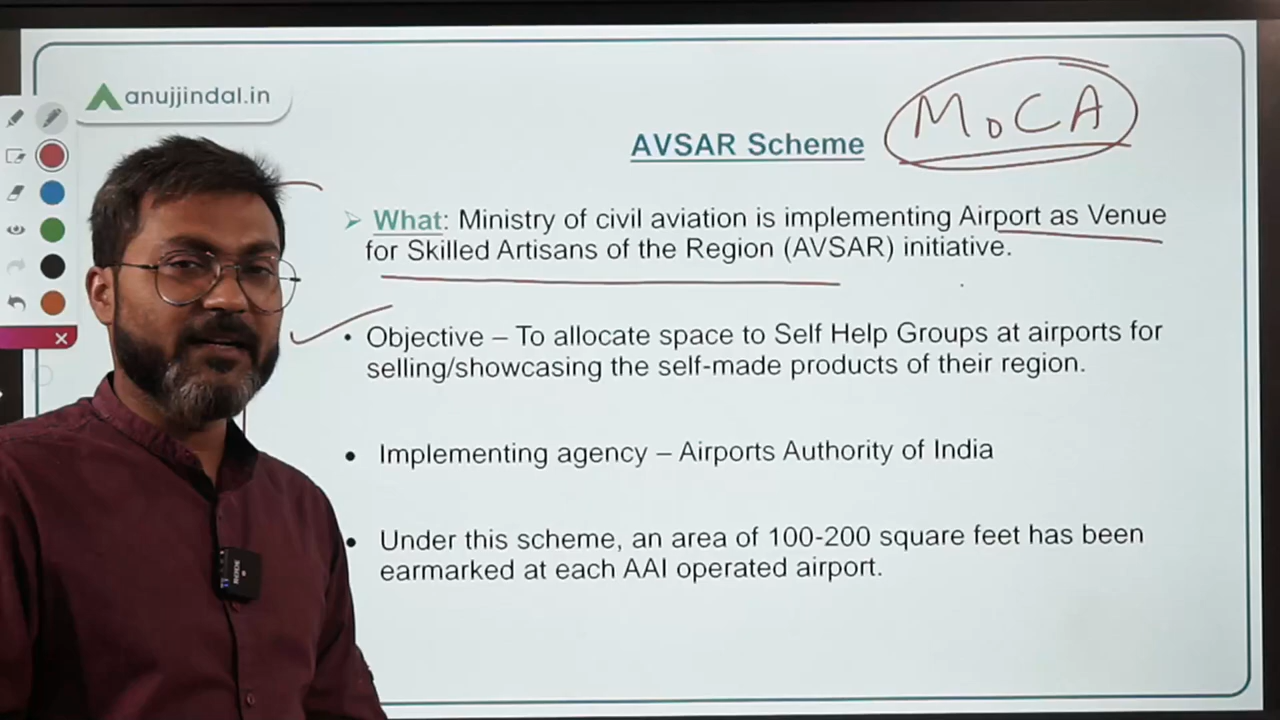 anujjindal.in
MoCA
AVSAR Scheme
➢ What: Ministry of civil aviation is implementing Airport as Venue
for Skilled Artisans of the Region (AVSAR) initiative.
• Objective – To allocate space to Self Help Groups at airports for
selling/showcasing the self-made products of their region.
• Implementing agency – Airports Authority of India
• Under this scheme, an area of 100-200 square feet has been
earmarked at each AAI operated airport.
RODE